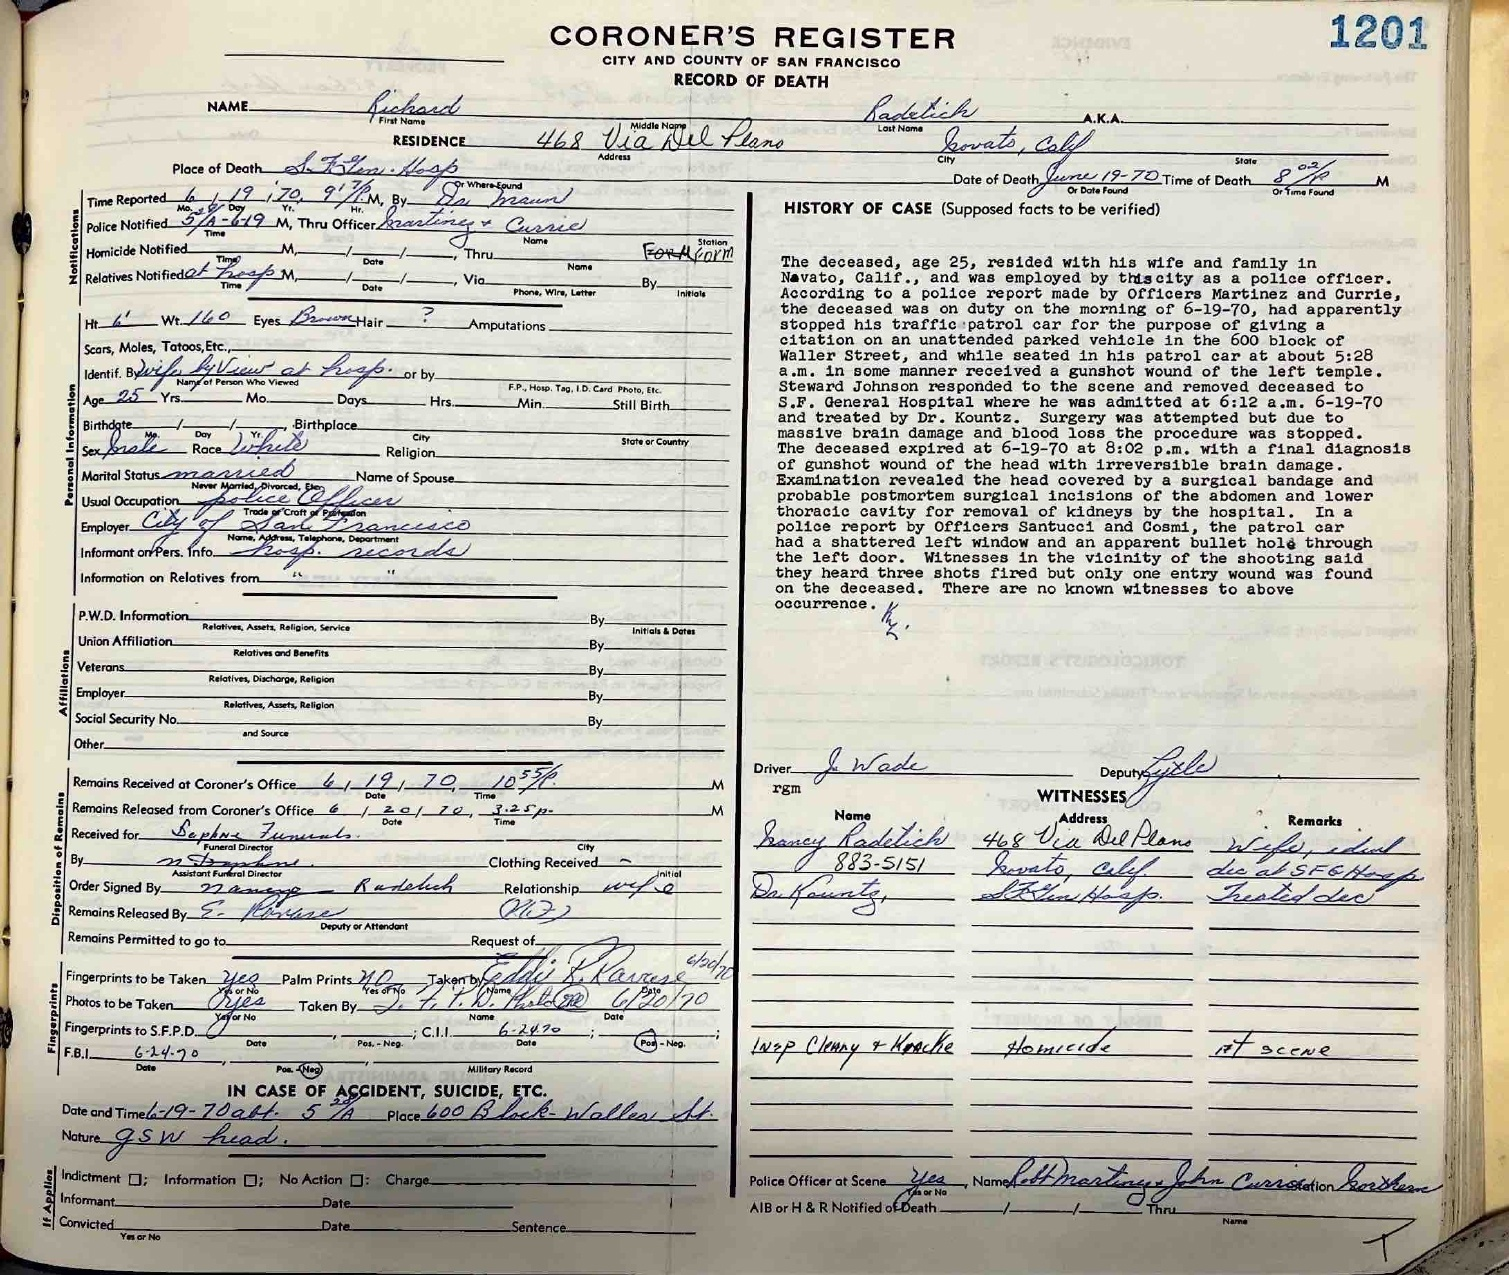 1201
CORONER'S REGISTER
CITY AND COUNTY OF SAN FRANCISCO
RECORD OF DEATH
NAME Richard Radetich A.K.A.
First Name Middle Name Last Name
RESIDENCE 468 Via Del Plano Novato, Calif
Address City State
Place of Death S.F. Gen. Hosp Date of Death June 19-70 Time of Death 8 02/P M
Or Where Found Or Date Found Or Time Found
Notifications
Time Reported 6/19/'70, 9 17/P. M, By Dr. Maun
Mo. Day Yr. Hr.
Police Notified 5 28/A-6-19 M, Thru Officer Martinez + Currie
Time Name Station
Homicide Notified M, / / , Thru Form
Time Date Name
Relatives Notified at hosp M, / / , Via By
Time Date Phone, Wire, Letter Initials
Personal Information
Ht. 6' Wt. 160 Eyes Brown Hair ? Amputations
Scars, Moles, Tatoos, Etc.,
Identif. By wife by View at hosp. or by
Name of Person Who Viewed F.P., Hosp. Tag, I.D. Card Photo, Etc.
Age 25 Yrs. Mo. Days Hrs. Min. Still Birth
Birthdate / / , Birthplace
Mo. Day Yr. City State or Country
Sex male Race White Religion
Marital Status married Name of Spouse
Never Married, Divorced, Etc.
Usual Occupation police Officer
Trade or Craft or Profession
Employer City of San Francisco
Name, Address, Telephone, Department
Informant on Pers. Info. hosp. records
Information on Relatives from " "
Affiliations
P.W.D. Information By
Relatives, Assets, Religion, Service Initials & Dates
Union Affiliation By
Relatives and Benefits
Veterans By
Relatives, Discharge, Religion
Employer By
Relatives, Assets, Religion
Social Security No. By
and Source
Other
Disposition of Remains
Remains Received at Coroner's Office 6/19/70, 10 55/P. M
Date Time
Remains Released from Coroner's Office 6/20/70, 3:25 p. M
Date Time
Received for Daphne Funerals.
Funeral Director City
By N Daphne. Clothing Received –
Assistant Funeral Director Initial
Order Signed By Nancy Radetich Relationship wife
Remains Released By E.
Deputy or Attendant
Remains Permitted to go to Request of
Fingerprints
Fingerprints to be Taken Yes Palm Prints NO Taken by Eddie R. 6/20/70
Yes or No Yes or No Name Date
Photos to be Taken Yes Taken By 6/20/70
Yes or No Name Date
Fingerprints to S.F.P.D. , ; C.I.I. 6-24-70 ;
Date Pos. - Neg. Date Pos - Neg.
F.B.I. 6-24-70 ,
Date Pos. - Neg Military Record
IN CASE OF ACCIDENT, SUICIDE, ETC.
Date and Time 6-19-70 abt. 5 28/A Place 600 Block - Waller St.
Nature GSW head.
If Applies
Indictment ☐; Information ☐; No Action ☐: Charge
Informant Date
Convicted Date Sentence
Yes or No
HISTORY OF CASE (Supposed facts to be verified)
The deceased, age 25, resided with his wife and family in
Navato, Calif., and was employed by this city as a police officer.
According to a police report made by Officers Martinez and Currie,
the deceased was on duty on the morning of 6-19-70, had apparently
stopped his traffic patrol car for the purpose of giving a
citation on an unattended parked vehicle in the 600 block of
Waller Street, and while seated in his patrol car at about 5:28
a.m. in some manner received a gunshot wound of the left temple.
Steward Johnson responded to the scene and removed deceased to
S.F. General Hospital where he was admitted at 6:12 a.m. 6-19-70
and treated by Dr. Kountz. Surgery was attempted but due to
massive brain damage and blood loss the procedure was stopped.
The deceased expired at 6-19-70 at 8:02 p.m. with a final diagnosis
of gunshot wound of the head with irreversible brain damage.
Examination revealed the head covered by a surgical bandage and
probable postmortem surgical incisions of the abdomen and lower
thoracic cavity for removal of kidneys by the hospital. In a
police report by Officers Santucci and Cosmi, the patrol car
had a shattered left window and an apparent bullet hole through
the left door. Witnesses in the vicinity of the shooting said
they heard three shots fired but only one entry wound was found
on the deceased. There are no known witnesses to above
occurrence.
Driver J. Wade Deputy Lytle
rgm
WITNESSES
Name Address Remarks
Nancy Radetich 468 Via Del Plano Wife, ided
883-5151 Novato, Calif dec at SFGHosp
Dr. Kountz, SF Gen Hosp. Treated dec
INSP Cleary + Kracke Homicide AT SCENE
Police Officer at Scene Yes, Name Robt Martinez + John Currie Station Northern
Yes or No
AIB or H & R Notified of Death / / Thru
Name